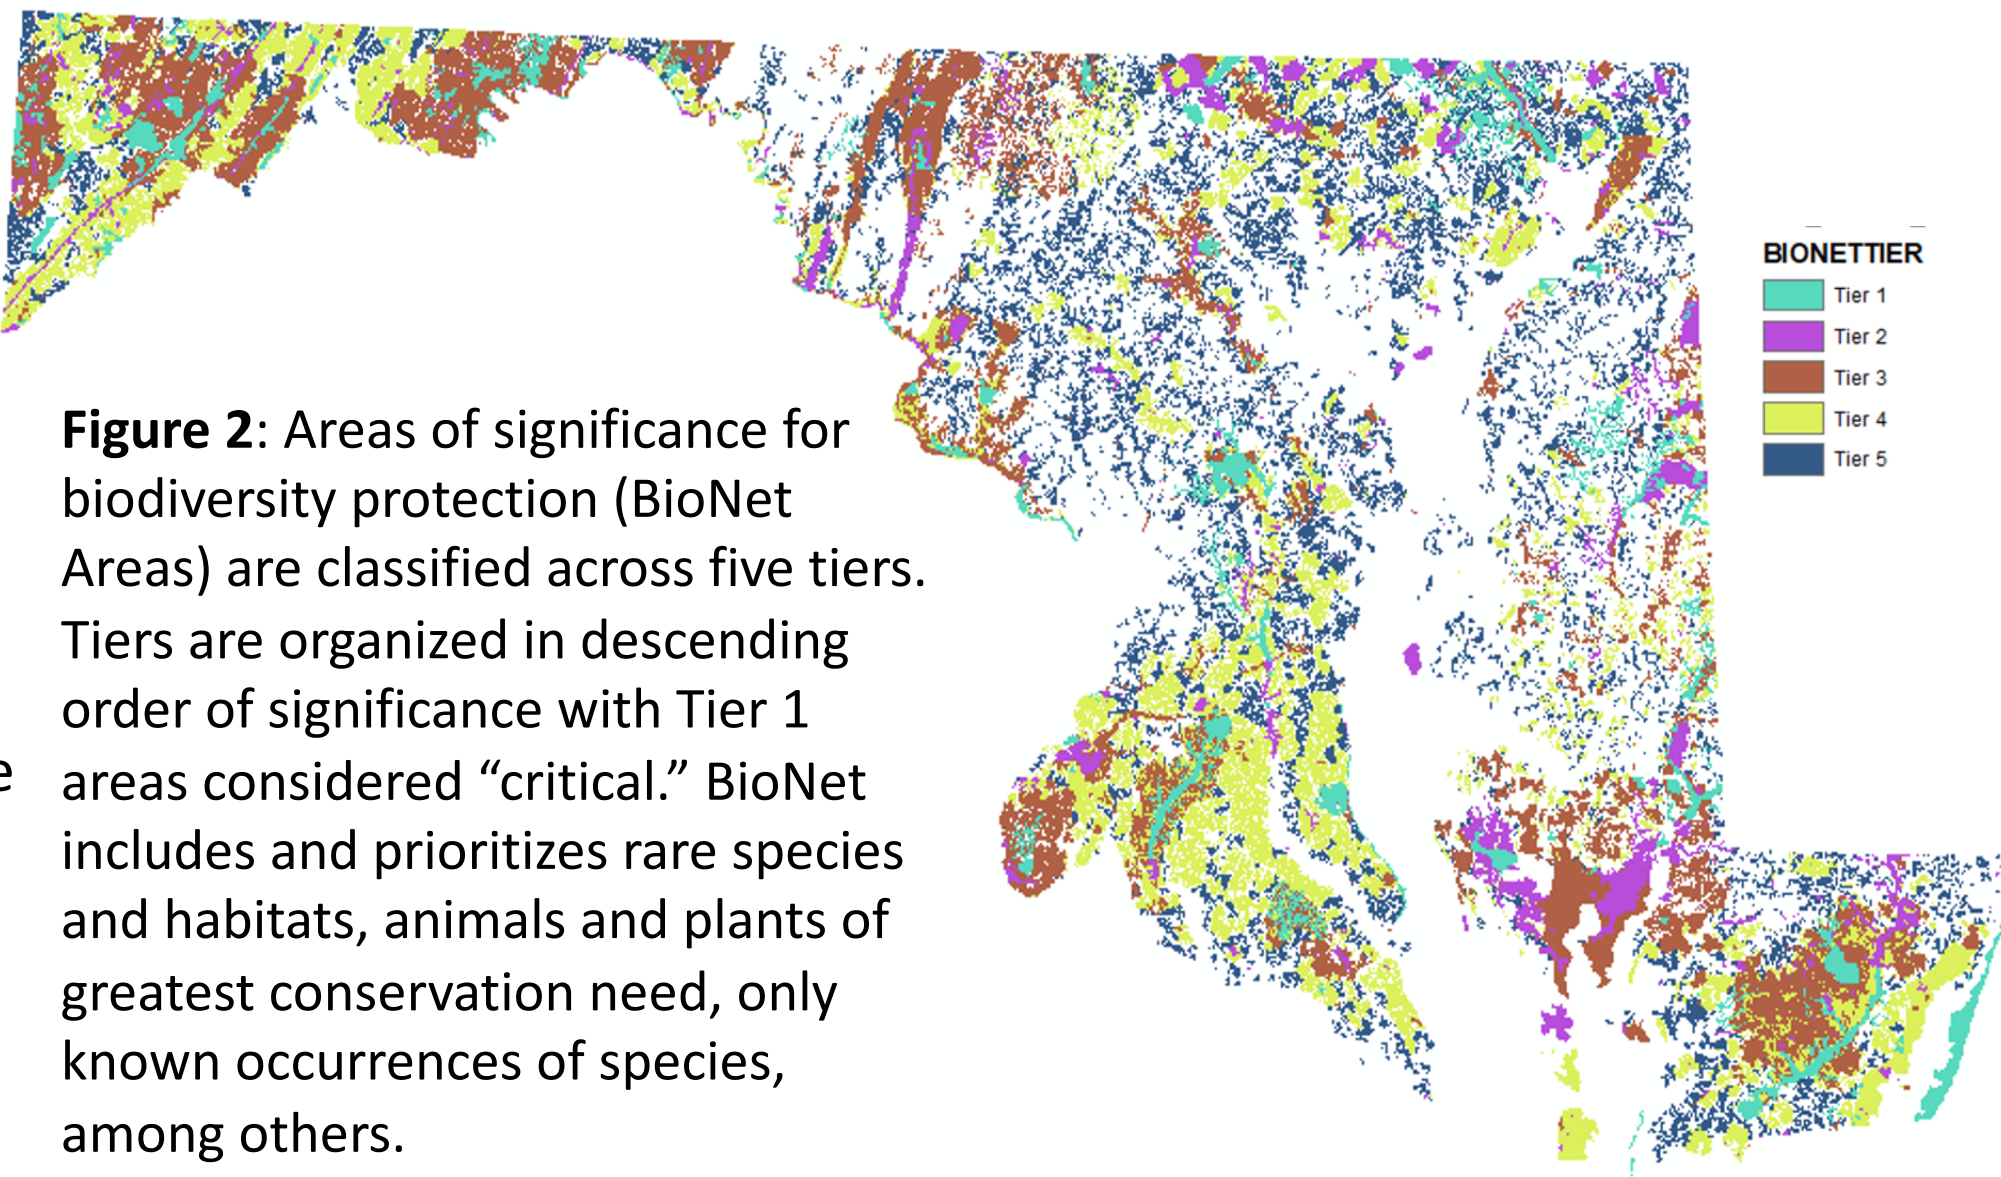 Figure 2: Areas of significance for
biodiversity protection (BioNet
Areas) are classified across five tiers.
Tiers are organized in descending
order of significance with Tier 1
areas considered “critical.” BioNet
includes and prioritizes rare species
and habitats, animals and plants of
greatest conservation need, only
known occurrences of species,
among others.
e
BIONETTIER
Tier 1
Tier 2
Tier 3
Tier 4
Tier 5